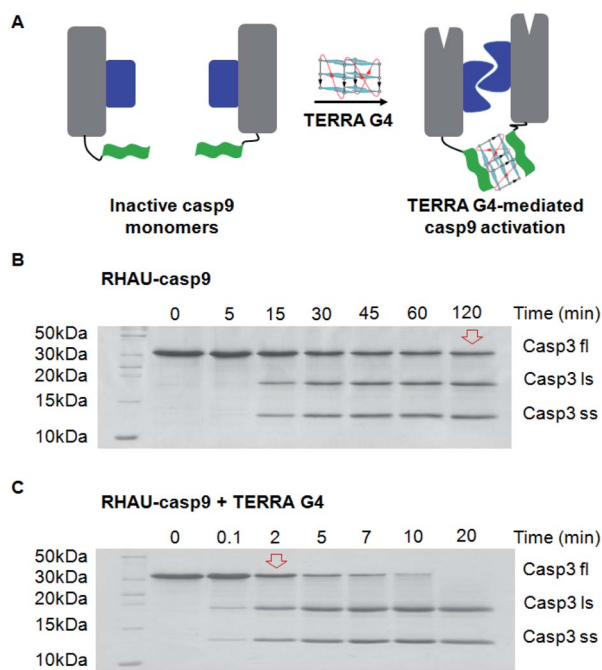 A
TERRA G4
Inactive casp9
monomers
TERRA G4-mediated
casp9 activation
B
RHAU-casp9
0 5 15 30 45 60 120 Time (min)
50kDa
30kDa
20kDa
15kDa
10kDa
Casp3 fl
Casp3 ls
Casp3 ss
C
RHAU-casp9 + TERRA G4
0 0.1 2 5 7 10 20 Time (min)
50kDa
30kDa
20kDa
15kDa
10kDa
Casp3 fl
Casp3 ls
Casp3 ss